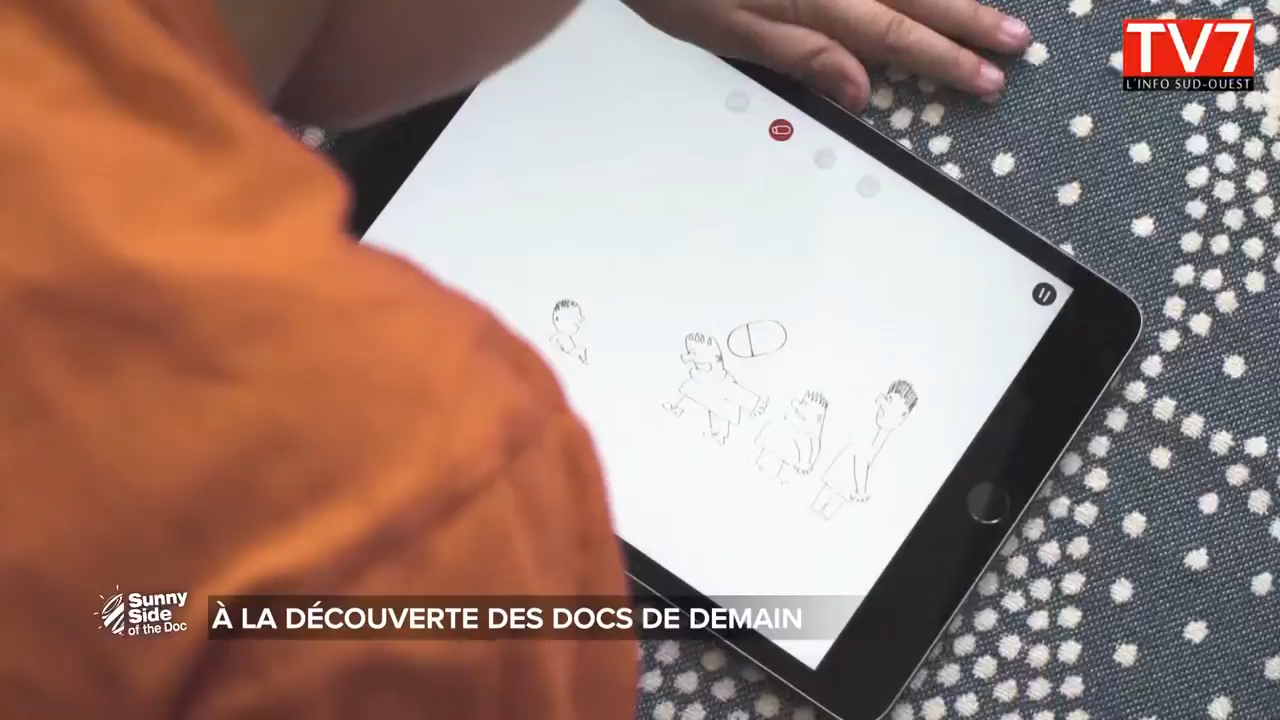 TV7
L'INFO SUD-OUEST
Sunny
Side
of the Doc
À LA DÉCOUVERTE DES DOCS DE DEMAIN